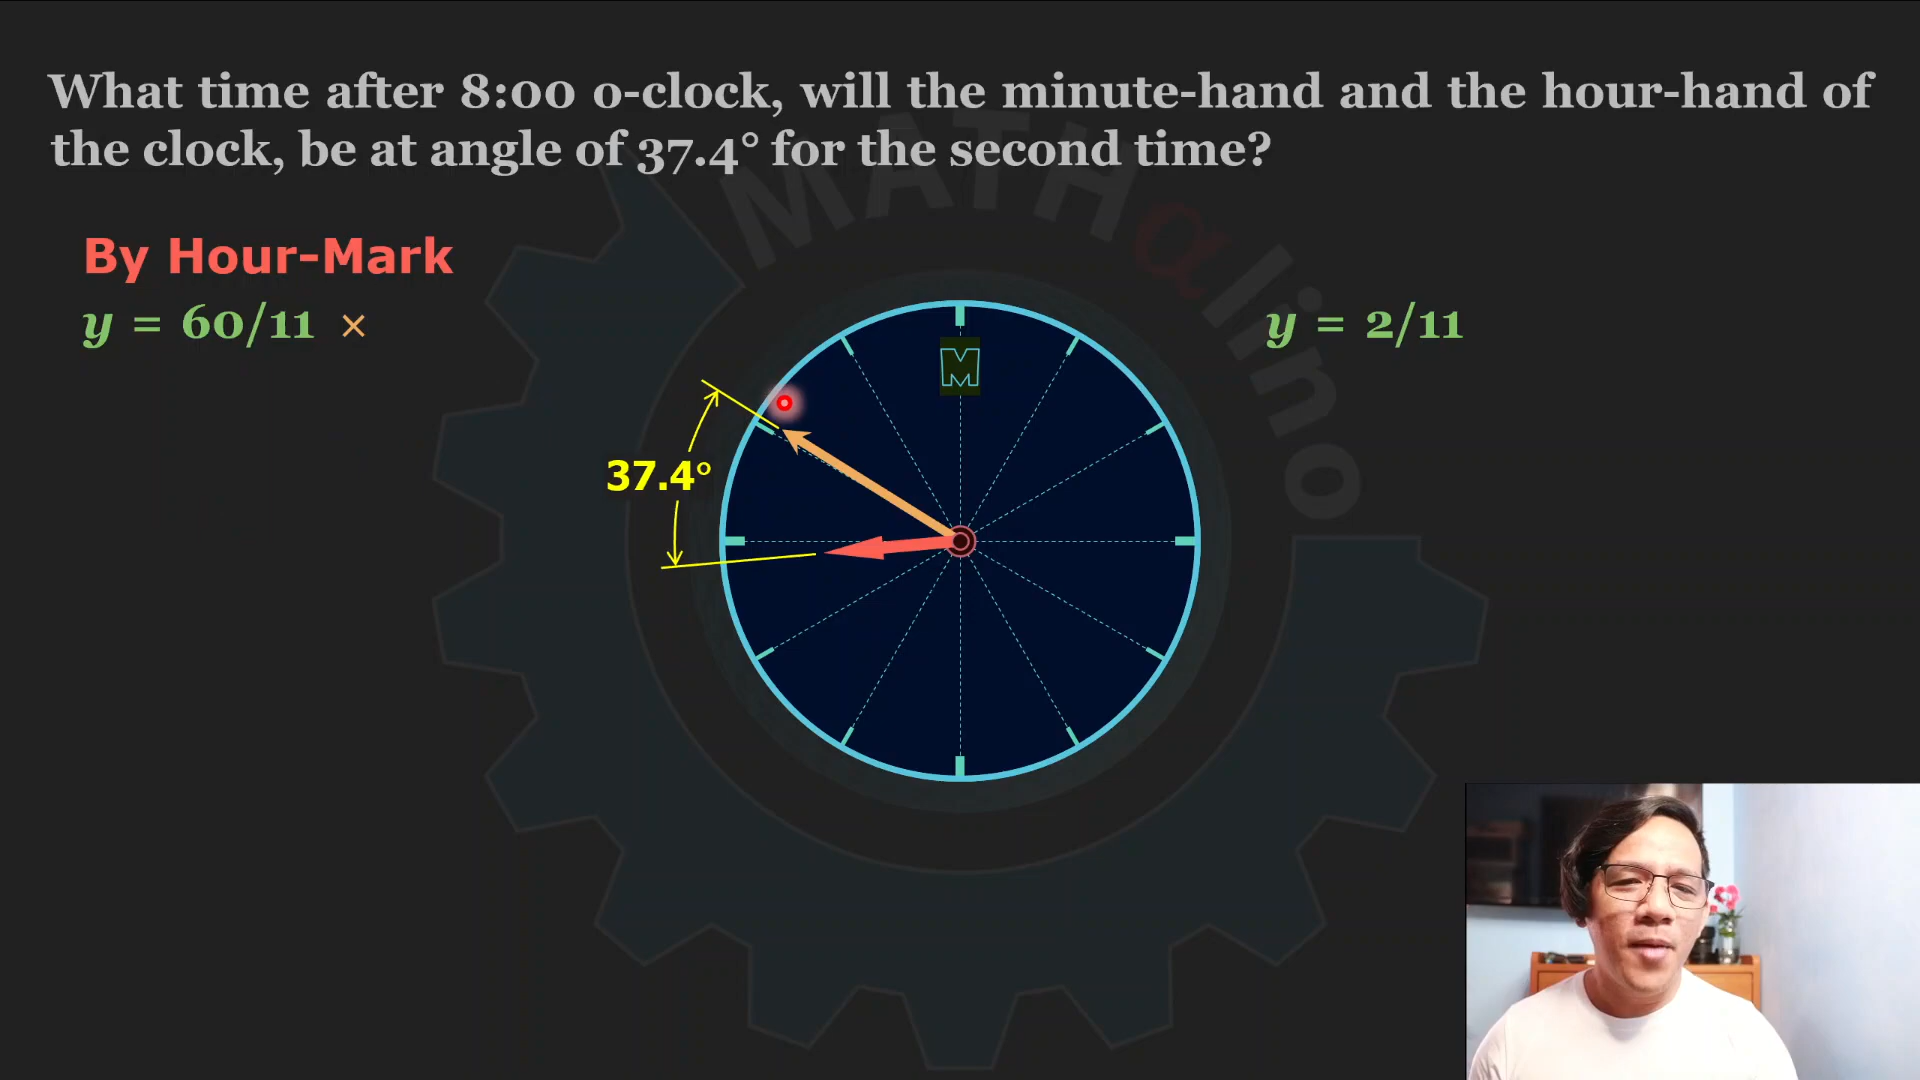 What time after 8:00 o-clock, will the minute-hand and the hour-hand of
the clock, be at angle of 37.4° for the second time?
MATHalino
By Hour-Mark
y = 60/11 ×
y = 2/11
M
37.4°